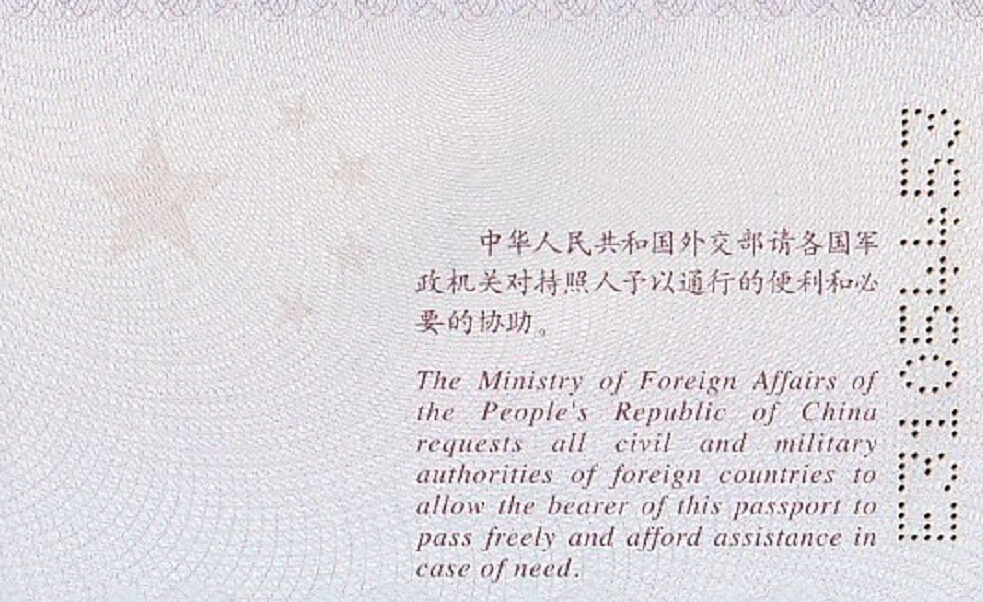 中华人民共和国外交部请各国军
政机关对持照人予以通行的便利和必
要的协助。
The Ministry of Foreign Affairs of
the People's Republic of China
requests all civil and military
authorities of foreign countries to
allow the bearer of this passport to
pass freely and afford assistance in
case of need.
E31054453